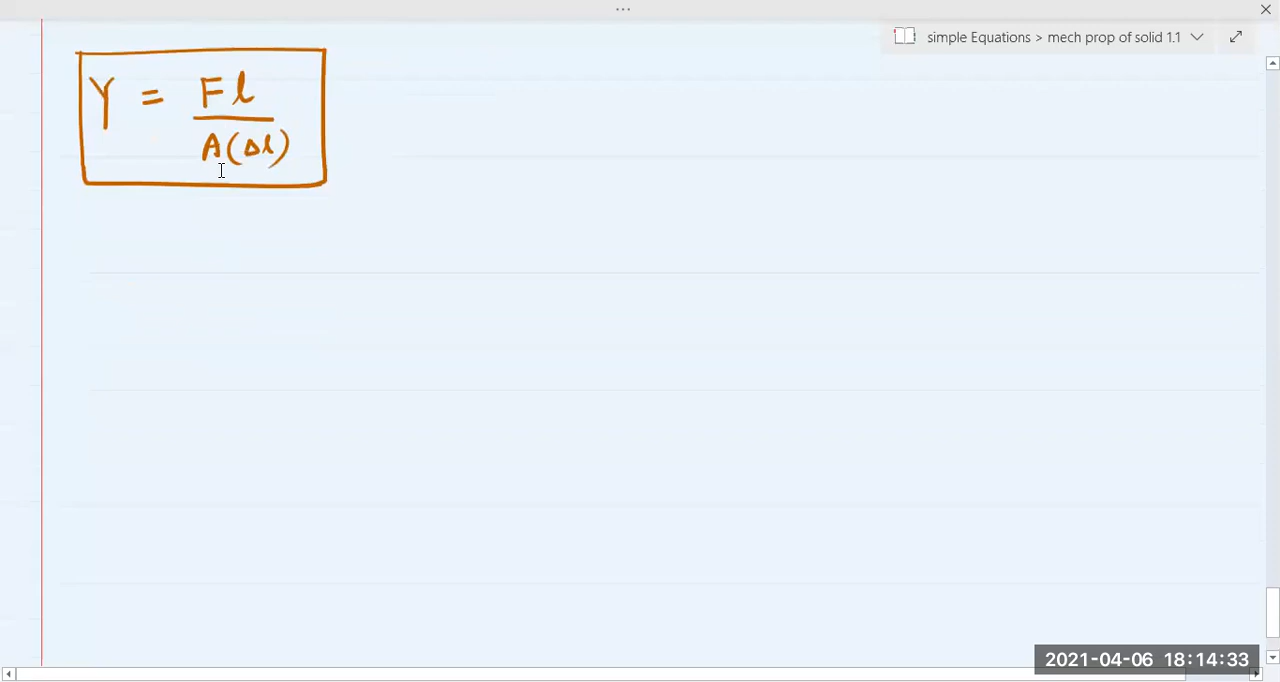 ...
simple Equations > mech prop of solid 1.1
Y = Fl
A(Δl)
2021-04-06 18:14:33